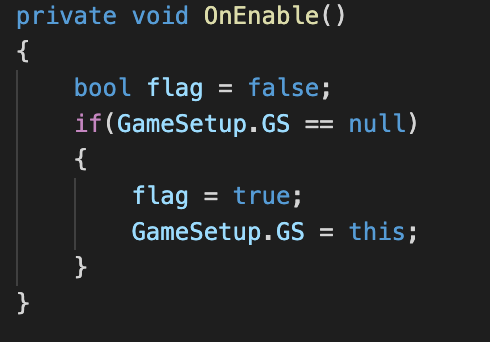 private void OnEnable()
{
    bool flag = false;
    if(GameSetup.GS == null)
    {
        flag = true;
        GameSetup.GS = this;
    }
}